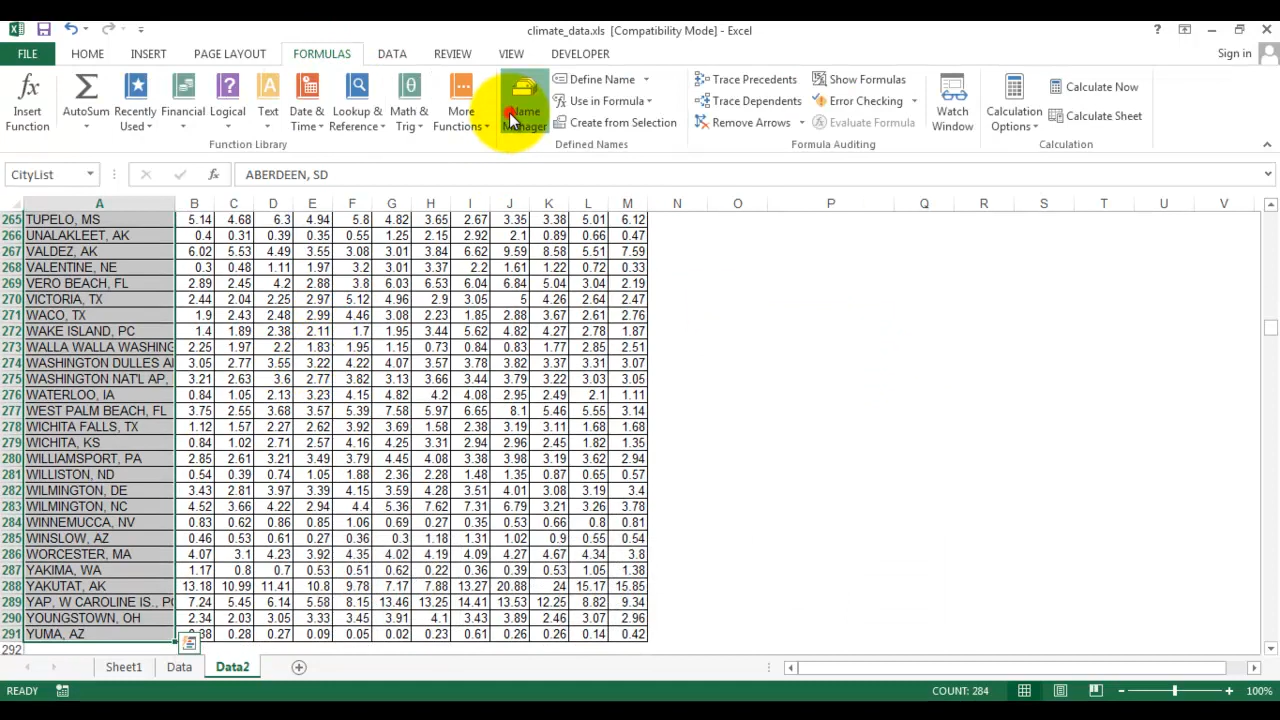 climate_data.xls [Compatibility Mode] - Excel
FILE HOME INSERT PAGE LAYOUT FORMULAS DATA REVIEW VIEW DEVELOPER Sign in
Insert Function
AutoSum
Recently Used
Financial
Logical
Text
Date & Time
Lookup & Reference
Math & Trig
More Functions
Function Library
Name Manager
Define Name
Use in Formula
Create from Selection
Defined Names
Trace Precedents
Trace Dependents
Remove Arrows
Show Formulas
Error Checking
Evaluate Formula
Formula Auditing
Watch Window
Calculation Options
Calculate Now
Calculate Sheet
Calculation
CityList fx ABERDEEN, SD
A B C D E F G H I J K L M N O P Q R S T U V
265 TUPELO, MS 5.14 4.68 6.3 4.94 5.8 4.82 3.65 2.67 3.35 3.38 5.01 6.12
266 UNALAKLEET, AK 0.4 0.31 0.39 0.35 0.55 1.25 2.15 2.92 2.1 0.89 0.66 0.47
267 VALDEZ, AK 6.02 5.53 4.49 3.55 3.08 3.01 3.84 6.62 9.59 8.58 5.51 7.59
268 VALENTINE, NE 0.3 0.48 1.11 1.97 3.2 3.01 3.37 2.2 1.61 1.22 0.72 0.33
269 VERO BEACH, FL 2.89 2.45 4.2 2.88 3.8 6.03 6.53 6.04 6.84 5.04 3.04 2.19
270 VICTORIA, TX 2.44 2.04 2.25 2.97 5.12 4.96 2.9 3.05 5 4.26 2.64 2.47
271 WACO, TX 1.9 2.43 2.48 2.99 4.46 3.08 2.23 1.85 2.88 3.67 2.61 2.76
272 WAKE ISLAND, PC 1.4 1.89 2.38 2.11 1.7 1.95 3.44 5.62 4.82 4.27 2.78 1.87
273 WALLA WALLA WASHING 2.25 1.97 2.2 1.83 1.95 1.15 0.73 0.84 0.83 1.77 2.85 2.51
274 WASHINGTON DULLES AI 3.05 2.77 3.55 3.22 4.22 4.07 3.57 3.78 3.82 3.37 3.31 3.07
275 WASHINGTON NAT'L AP, 3.21 2.63 3.6 2.77 3.82 3.13 3.66 3.44 3.79 3.22 3.03 3.05
276 WATERLOO, IA 0.84 1.05 2.13 3.23 4.15 4.82 4.2 4.08 2.95 2.49 2.1 1.11
277 WEST PALM BEACH, FL 3.75 2.55 3.68 3.57 5.39 7.58 5.97 6.65 8.1 5.46 5.55 3.14
278 WICHITA FALLS, TX 1.12 1.57 2.27 2.62 3.92 3.69 1.58 2.38 3.19 3.11 1.68 1.68
279 WICHITA, KS 0.84 1.02 2.71 2.57 4.16 4.25 3.31 2.94 2.96 2.45 1.82 1.35
280 WILLIAMSPORT, PA 2.85 2.61 3.21 3.49 3.79 4.45 4.08 3.38 3.98 3.19 3.62 2.94
281 WILLISTON, ND 0.54 0.39 0.74 1.05 1.88 2.36 2.28 1.48 1.35 0.87 0.65 0.57
282 WILMINGTON, DE 3.43 2.81 3.97 3.39 4.15 3.59 4.28 3.51 4.01 3.08 3.19 3.4
283 WILMINGTON, NC 4.52 3.66 4.22 2.94 4.4 5.36 7.62 7.31 6.79 3.21 3.26 3.78
284 WINNEMUCCA, NV 0.83 0.62 0.86 0.85 1.06 0.69 0.27 0.35 0.53 0.66 0.8 0.81
285 WINSLOW, AZ 0.46 0.53 0.61 0.27 0.36 0.3 1.18 1.31 1.02 0.9 0.55 0.54
286 WORCESTER, MA 4.07 3.1 4.23 3.92 4.35 4.02 4.19 4.09 4.27 4.67 4.34 3.8
287 YAKIMA, WA 1.17 0.8 0.7 0.53 0.51 0.62 0.22 0.36 0.39 0.53 1.05 1.38
288 YAKUTAT, AK 13.18 10.99 11.41 10.8 9.78 7.17 7.88 13.27 20.88 24 15.17 15.85
289 YAP, W CAROLINE IS., PC 7.24 5.45 6.14 5.58 8.15 13.46 13.25 14.41 13.53 12.25 8.82 9.34
290 YOUNGSTOWN, OH 2.34 2.03 3.05 3.33 3.45 3.91 4.1 3.43 3.89 2.46 3.07 2.96
291 YUMA, AZ 0.28 0.27 0.09 0.05 0.02 0.23 0.61 0.26 0.26 0.14 0.42
292
Sheet1 Data Data2
READY COUNT: 284 100%